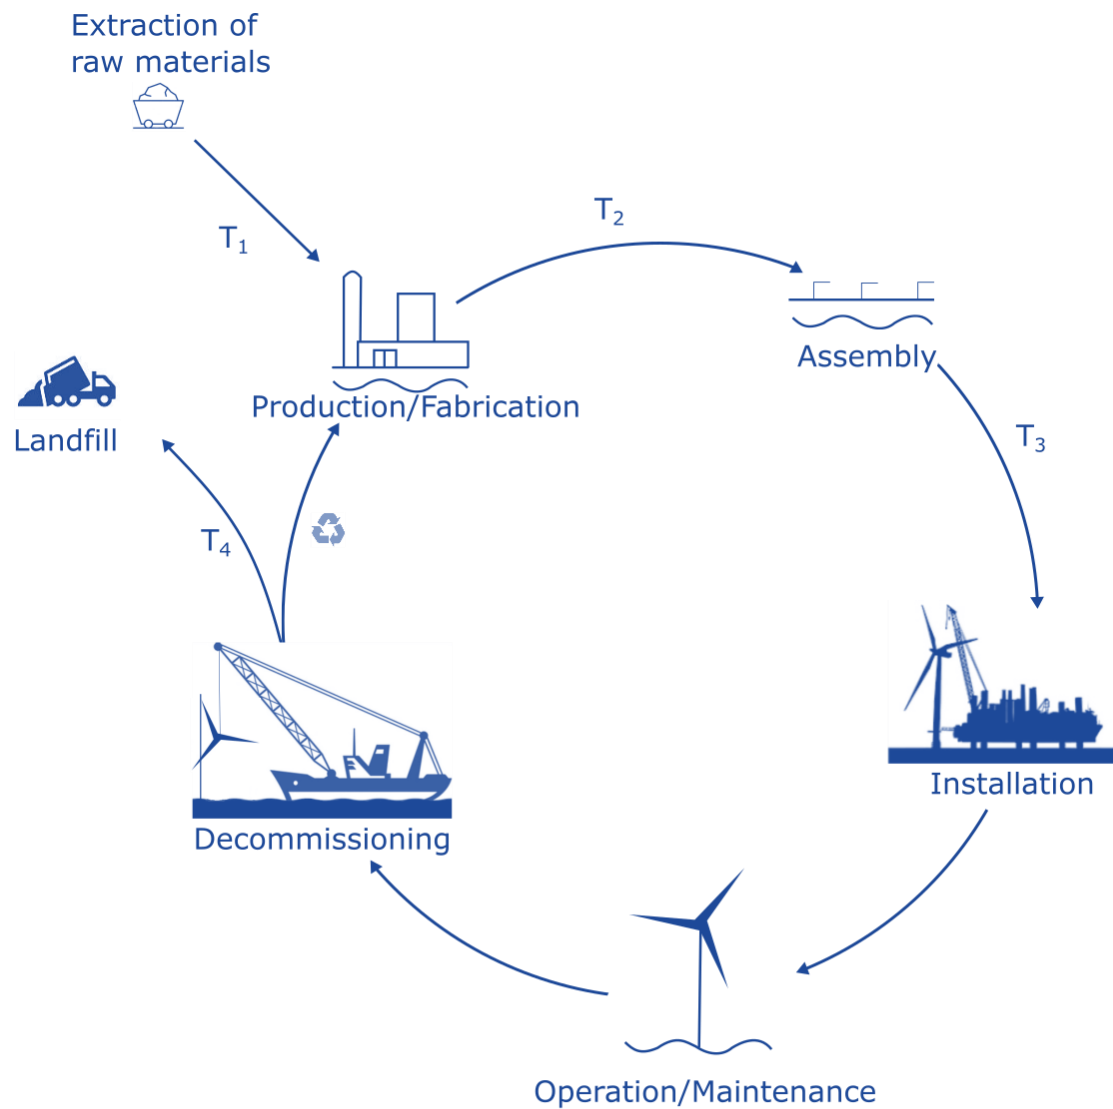 Extraction of
raw materials
T₁
T₂
Assembly
Production/Fabrication
T₃
Landfill
T₄
Installation
Decommissioning
Operation/Maintenance